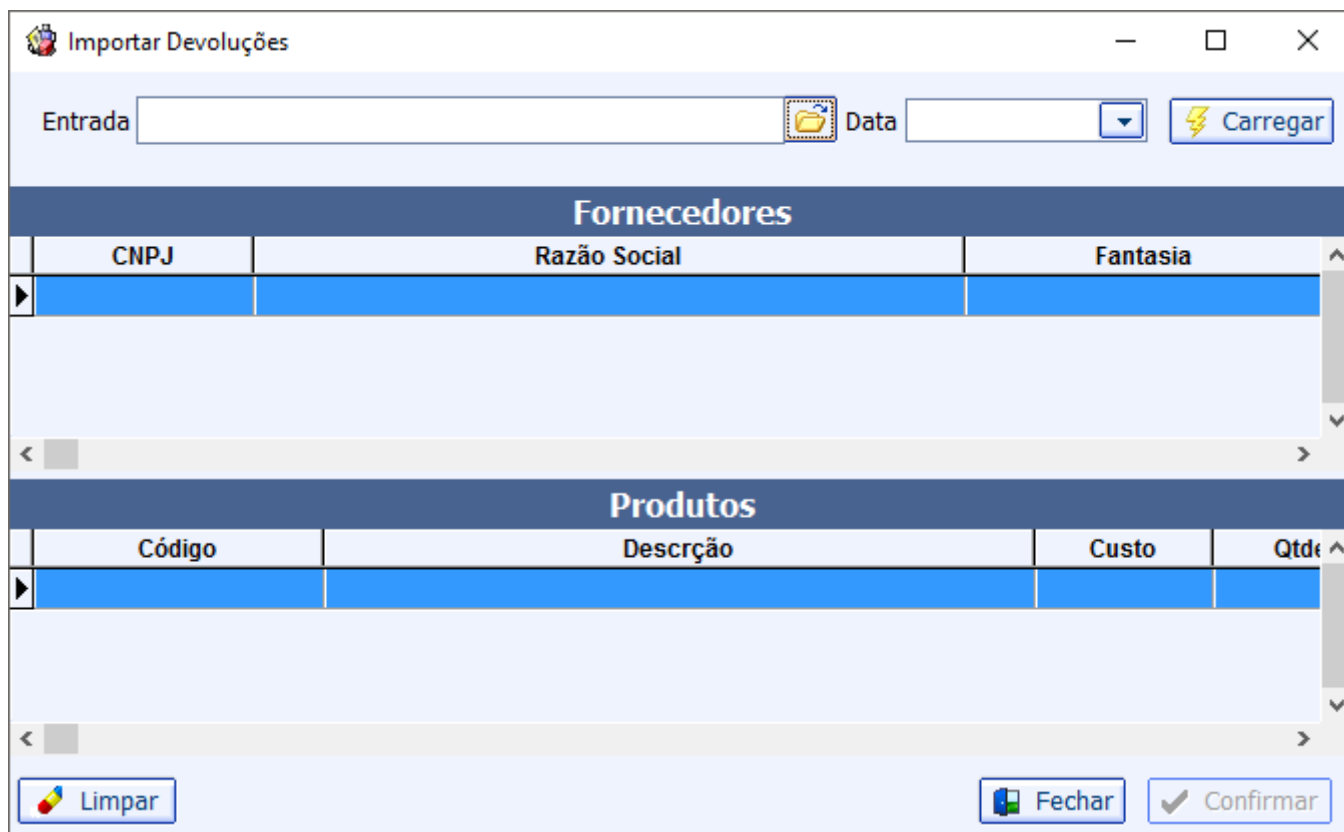 Importar Devoluções
Entrada Data Carregar
Fornecedores
CNPJ Razão Social Fantasia
Produtos
Código Descrção Custo Qtde
Limpar Fechar Confirmar